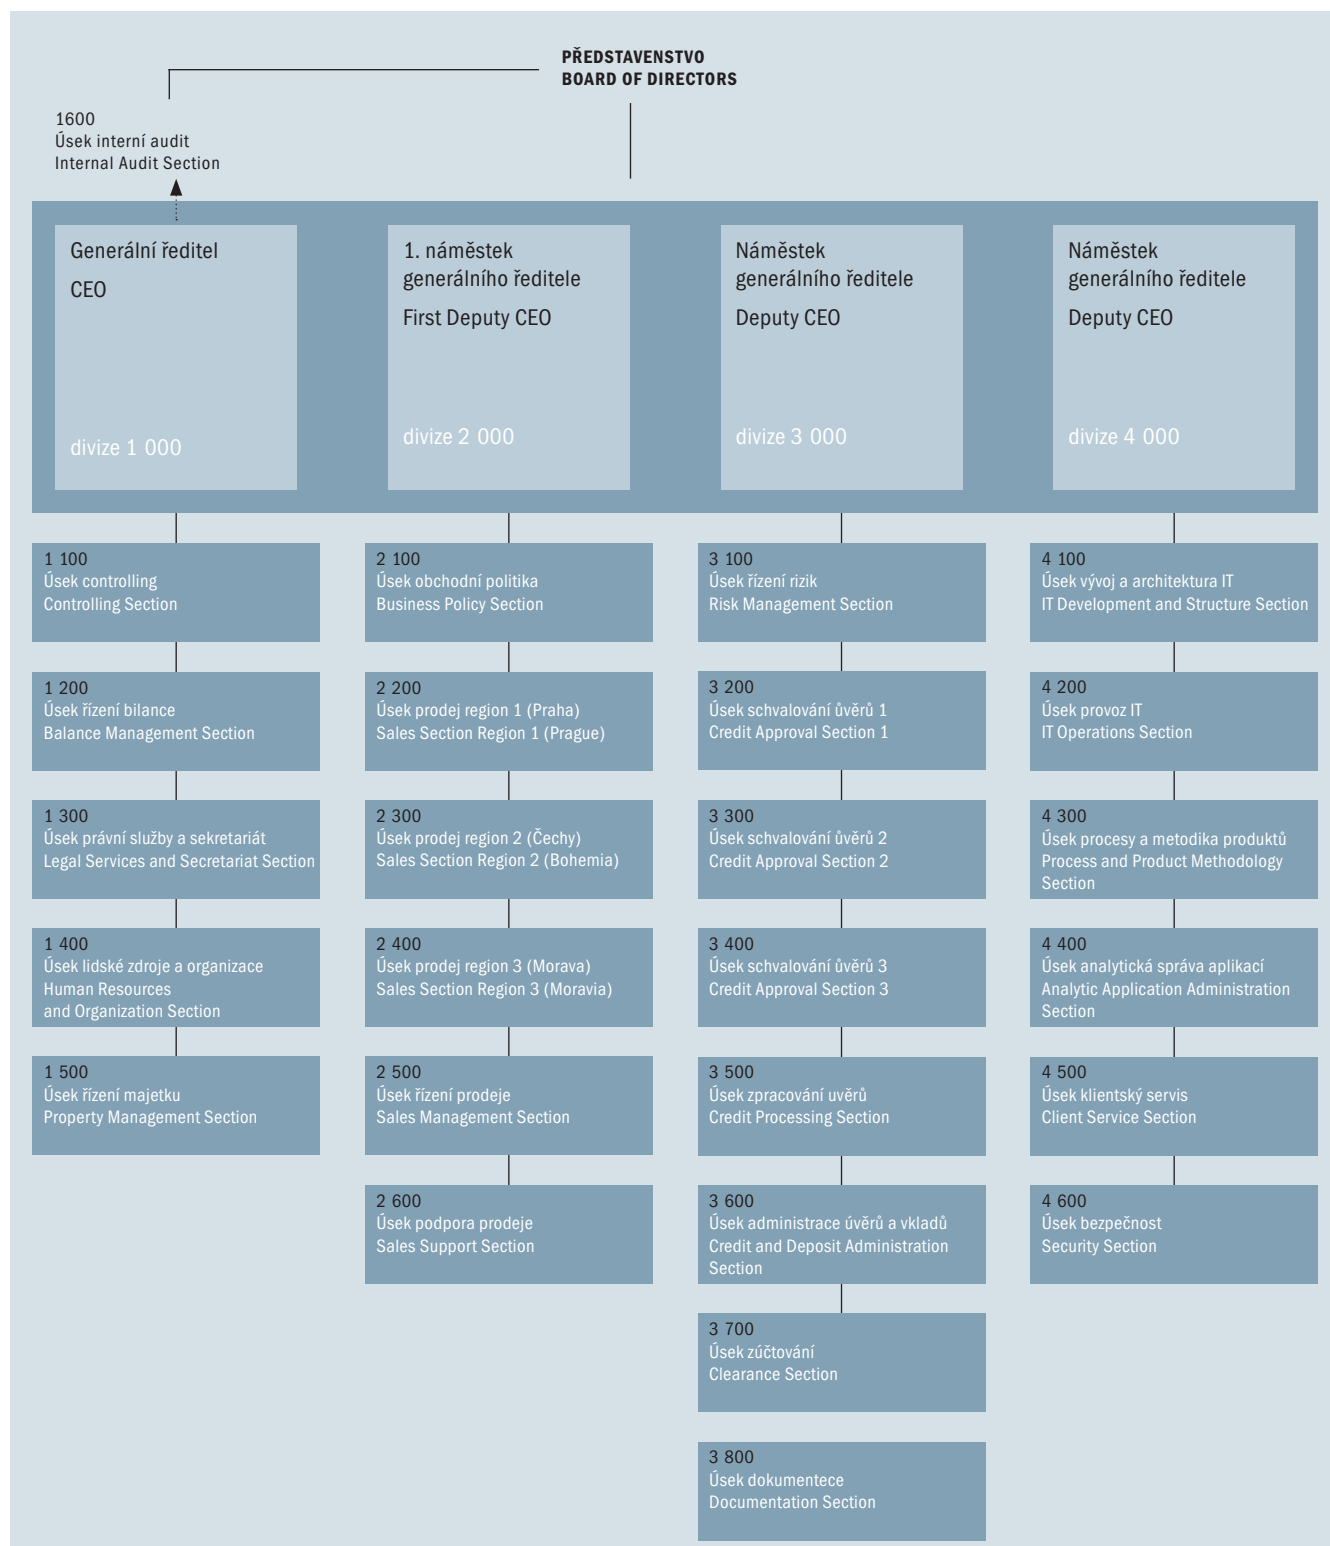 PŘEDSTAVENSTVO
BOARD OF DIRECTORS
1600
Úsek interní audit
Internal Audit Section
Generální ředitel
CEO
divize 1 000
1. náměstek
generálního ředitele
First Deputy CEO
divize 2 000
Náměstek
generálního ředitele
Deputy CEO
divize 3 000
Náměstek
generálního ředitele
Deputy CEO
divize 4 000
1 100
Úsek controlling
Controlling Section
1 200
Úsek řízení bilance
Balance Management Section
1 300
Úsek právní služby a sekretariát
Legal Services and Secretariat Section
1 400
Úsek lidské zdroje a organizace
Human Resources
and Organization Section
1 500
Úsek řízení majetku
Property Management Section
2 100
Úsek obchodní politika
Business Policy Section
2 200
Úsek prodej region 1 (Praha)
Sales Section Region 1 (Prague)
2 300
Úsek prodej region 2 (Čechy)
Sales Section Region 2 (Bohemia)
2 400
Úsek prodej region 3 (Morava)
Sales Section Region 3 (Moravia)
2 500
Úsek řízení prodeje
Sales Management Section
2 600
Úsek podpora prodeje
Sales Support Section
3 100
Úsek řízení rizik
Risk Management Section
3 200
Úsek schvalování ůvěrů 1
Credit Approval Section 1
3 300
Úsek schvalování ůvěrů 2
Credit Approval Section 2
3 400
Úsek schvalování ůvěrů 3
Credit Approval Section 3
3 500
Úsek zpracování uvěrů
Credit Processing Section
3 600
Úsek administrace úvěrů a vkladů
Credit and Deposit Administration
Section
3 700
Úsek zúčtování
Clearance Section
3 800
Úsek dokumentece
Documentation Section
4 100
Úsek vývoj a architektura IT
IT Development and Structure Section
4 200
Úsek provoz IT
IT Operations Section
4 300
Úsek procesy a metodika produktů
Process and Product Methodology
Section
4 400
Úsek analytická správa aplikací
Analytic Application Administration
Section
4 500
Úsek klientský servis
Client Service Section
4 600
Úsek bezpečnost
Security Section